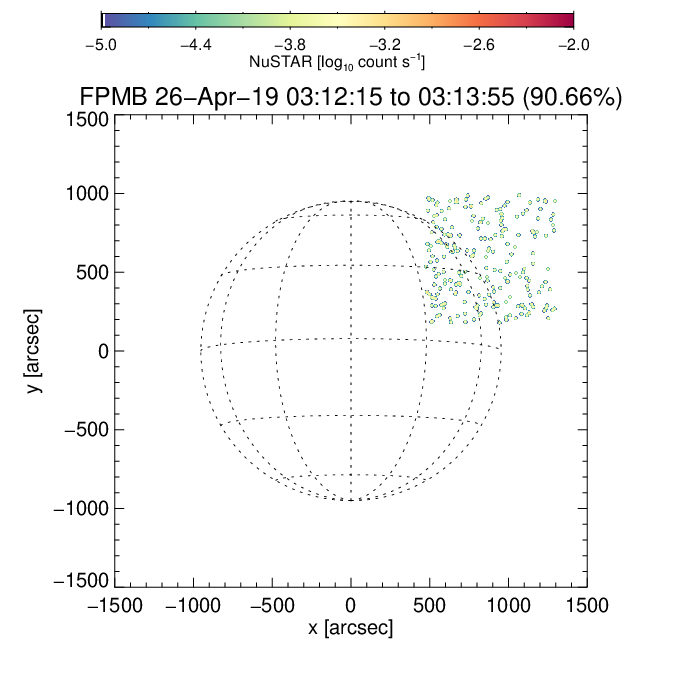 −5.0 −4.4 −3.8 −3.2 −2.6 −2.0
NuSTAR [log₁₀ count s⁻¹]
FPMB 26−Apr−19 03:12:15 to 03:13:55 (90.66%)
1500
1000
500
0
−500
−1000
−1500
y [arcsec]
−1500 −1000 −500 0 500 1000 1500
x [arcsec]